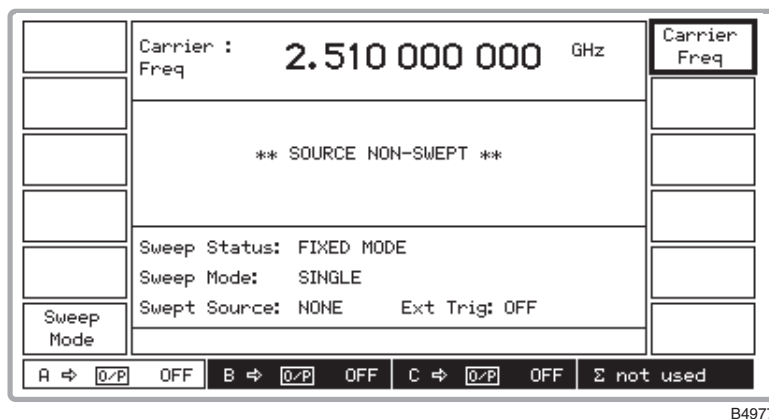 Carrier :
Freq
2.510 000 000 GHz
Carrier
Freq
** SOURCE NON-SWEPT **
Sweep Status: FIXED MODE
Sweep Mode: SINGLE
Swept Source: NONE Ext Trig: OFF
Sweep
Mode
A ⇨ O/P OFF B ⇨ O/P OFF C ⇨ O/P OFF Σ not used
B4977